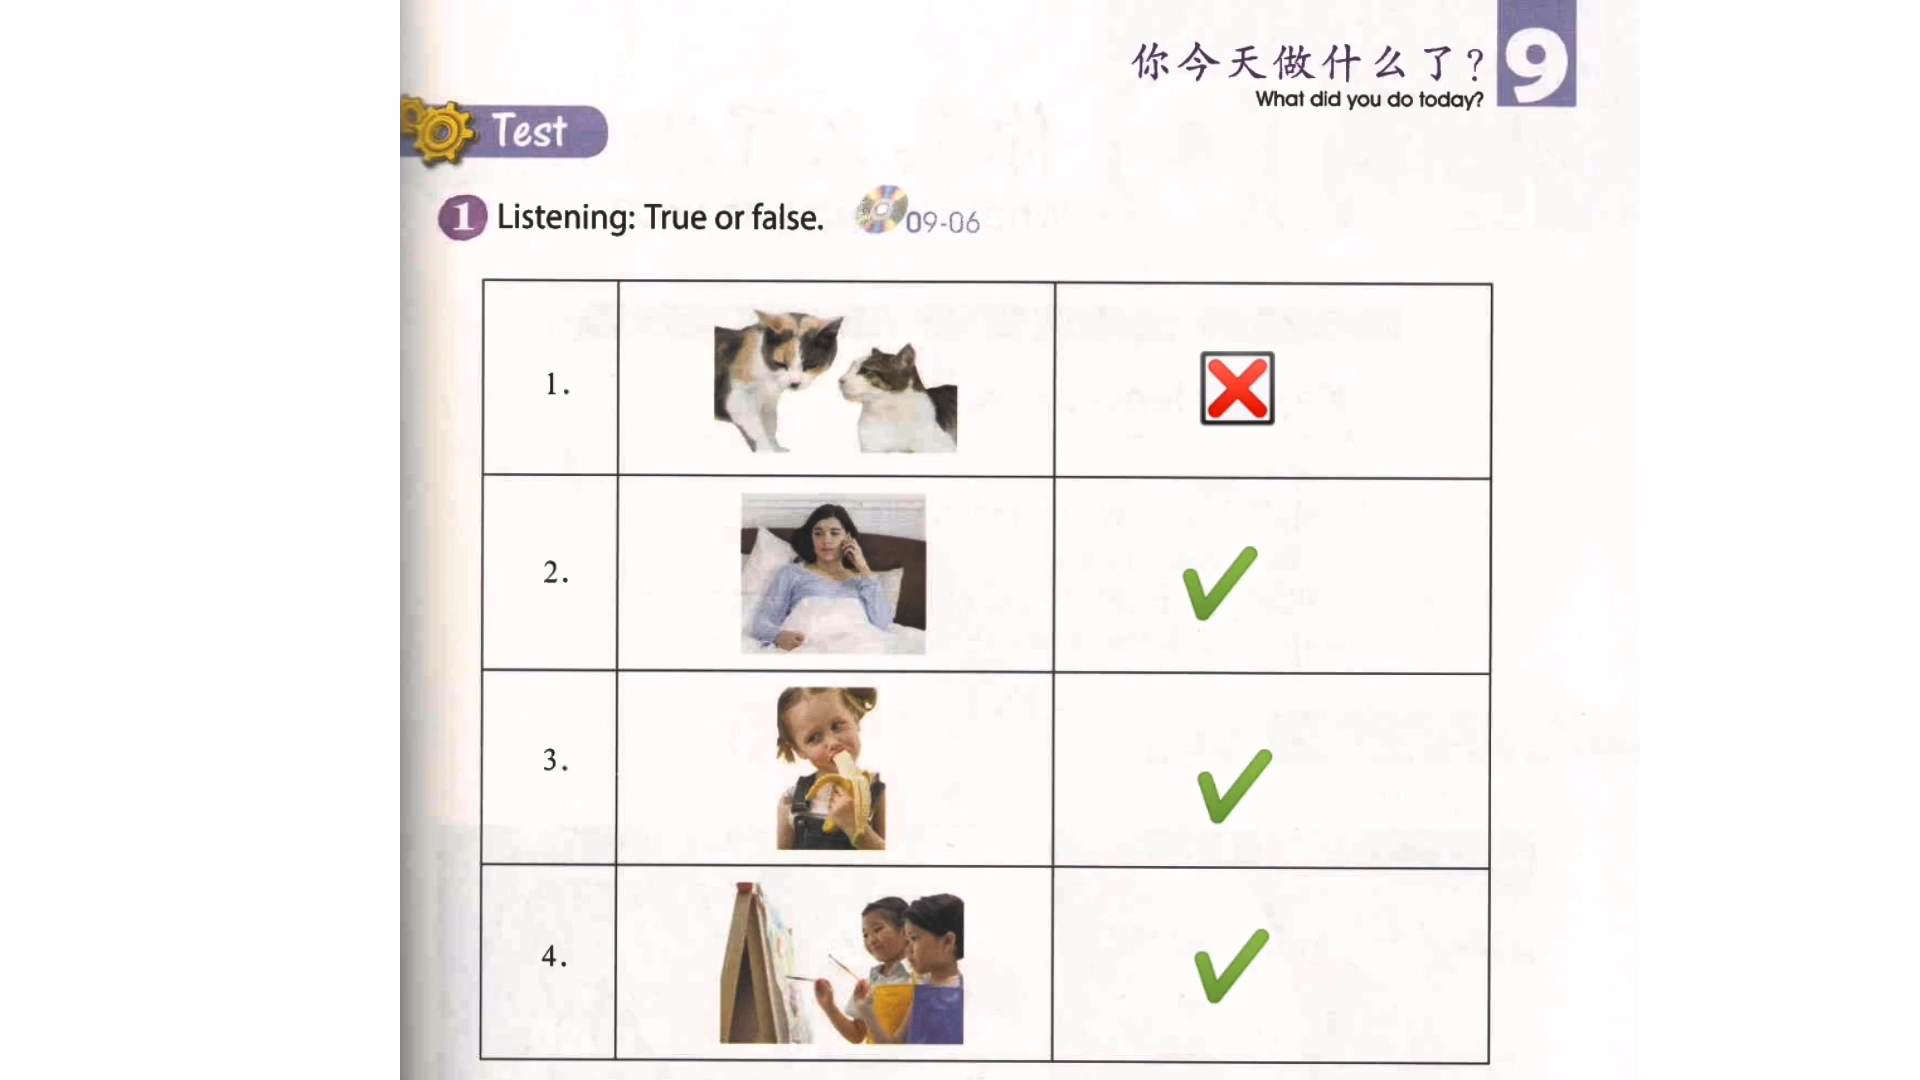 你今天做什么了?
9
What did you do today?
Test
1 Listening: True or false. 09-06
1.
2.
3.
4.